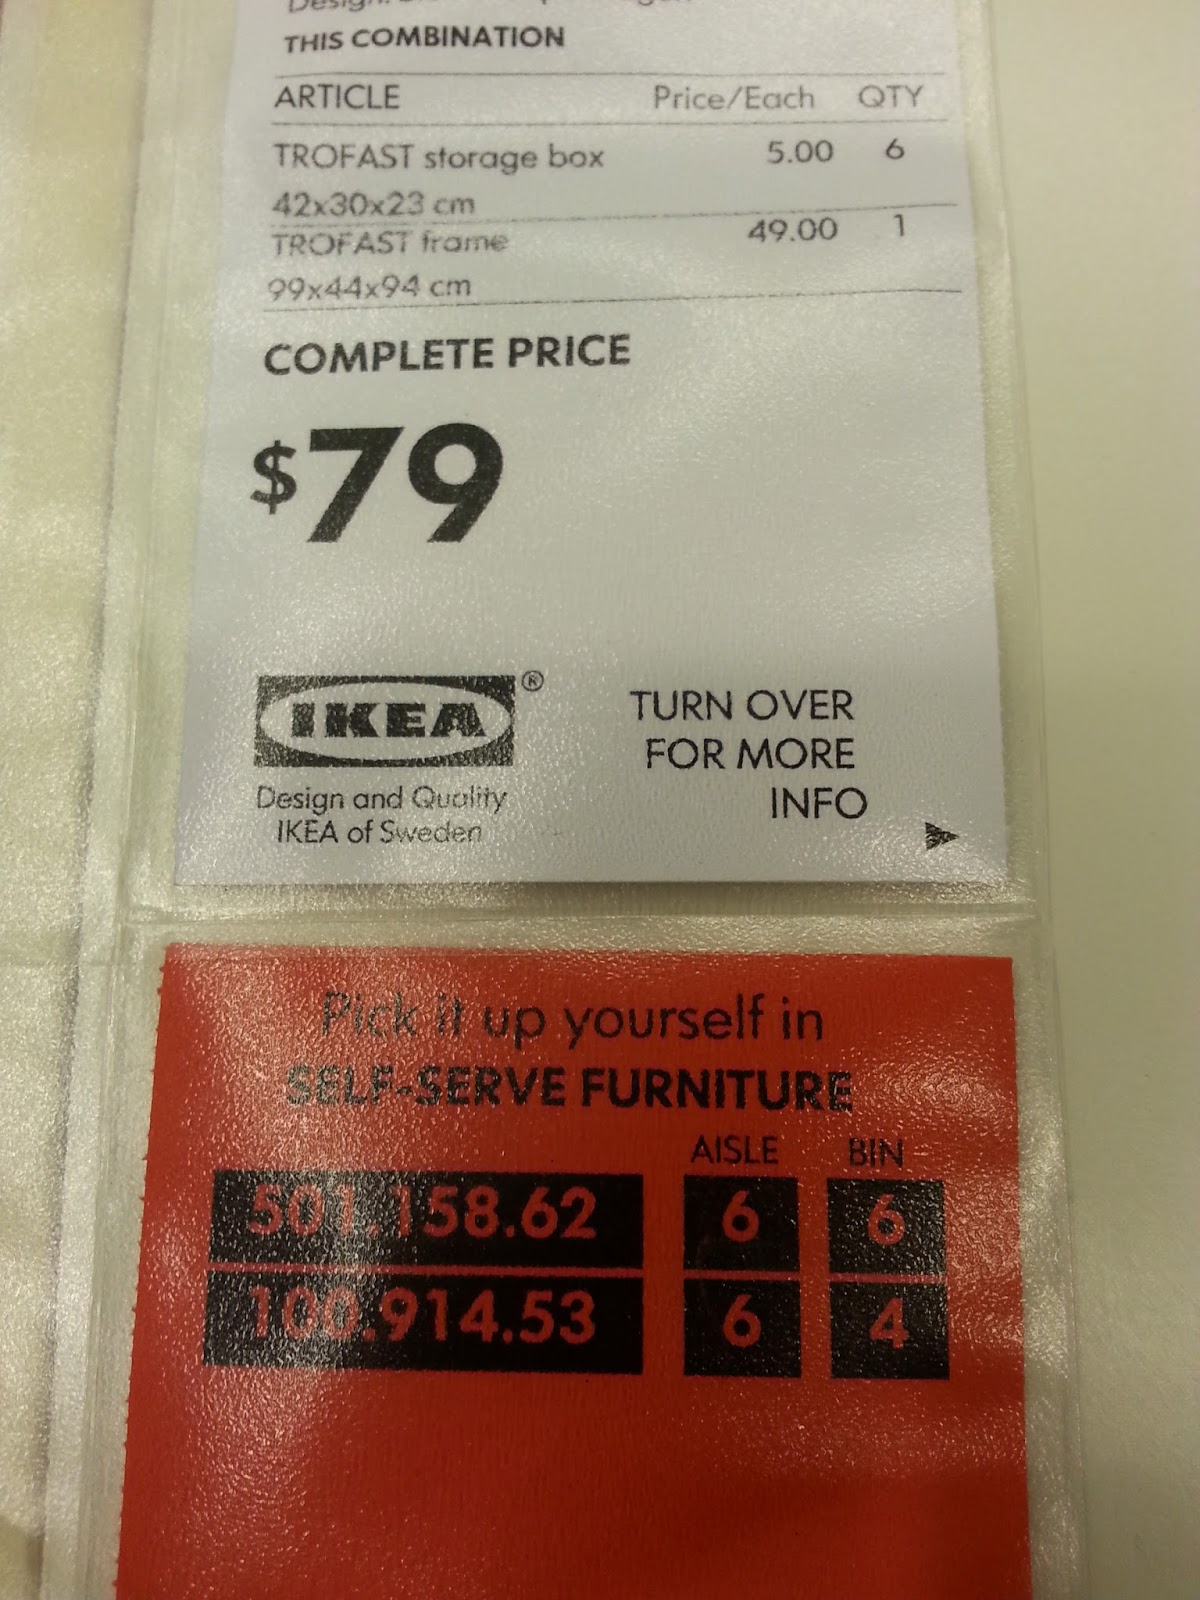 Design:
THIS COMBINATION
ARTICLE Price/Each QTY
TROFAST storage box 5.00 6
42x30x23 cm
TROFAST frame 49.00 1
99x44x94 cm
COMPLETE PRICE
$79
IKEA®
Design and Quality
IKEA of Sweden
TURN OVER
FOR MORE
INFO
Pick it up yourself in
SELF-SERVE FURNITURE
AISLE BIN
501.158.62 6 6
100.914.53 6 4